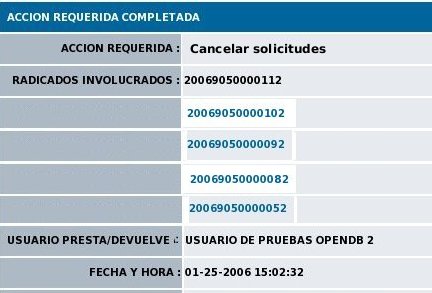 ACCION REQUERIDA COMPLETADA
ACCION REQUERIDA : Cancelar solicitudes
RADICADOS INVOLUCRADOS : 20069050000112
20069050000102
20069050000092
20069050000082
20069050000052
USUARIO PRESTA/DEVUELVE : USUARIO DE PRUEBAS OPENDB 2
FECHA Y HORA : 01-25-2006 15:02:32